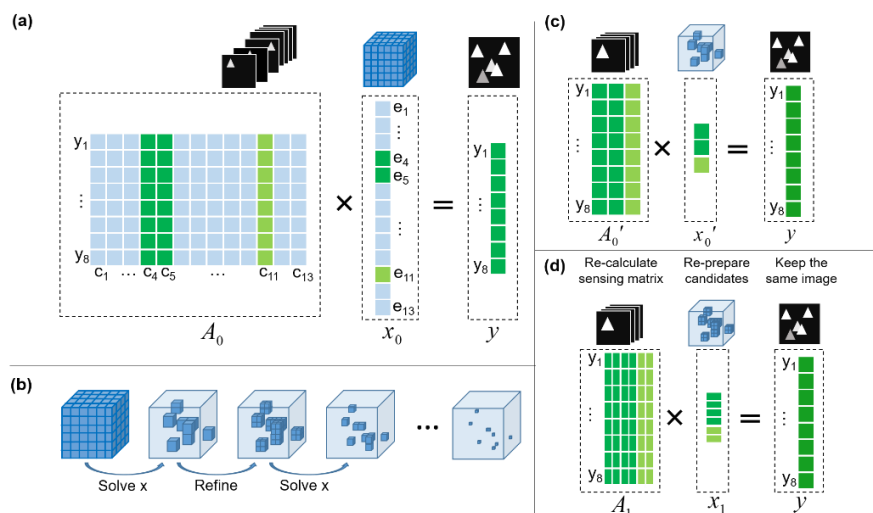 (a)
y1
⋮
y8
c1 ... c4 c5 ... c11 c13
A0
×
e1
⋮
e4
e5
⋮
e11
e13
x0
=
y1
⋮
y8
y
(b)
...
Solve x Refine Solve x
(c)
y1
⋮
y8
A0'
×
x0'
=
y1
⋮
y8
y
(d)
Re-calculate
sensing matrix
Re-prepare
candidates
Keep the
same image
y1
⋮
y8
A1
×
x1
=
y1
⋮
y8
y